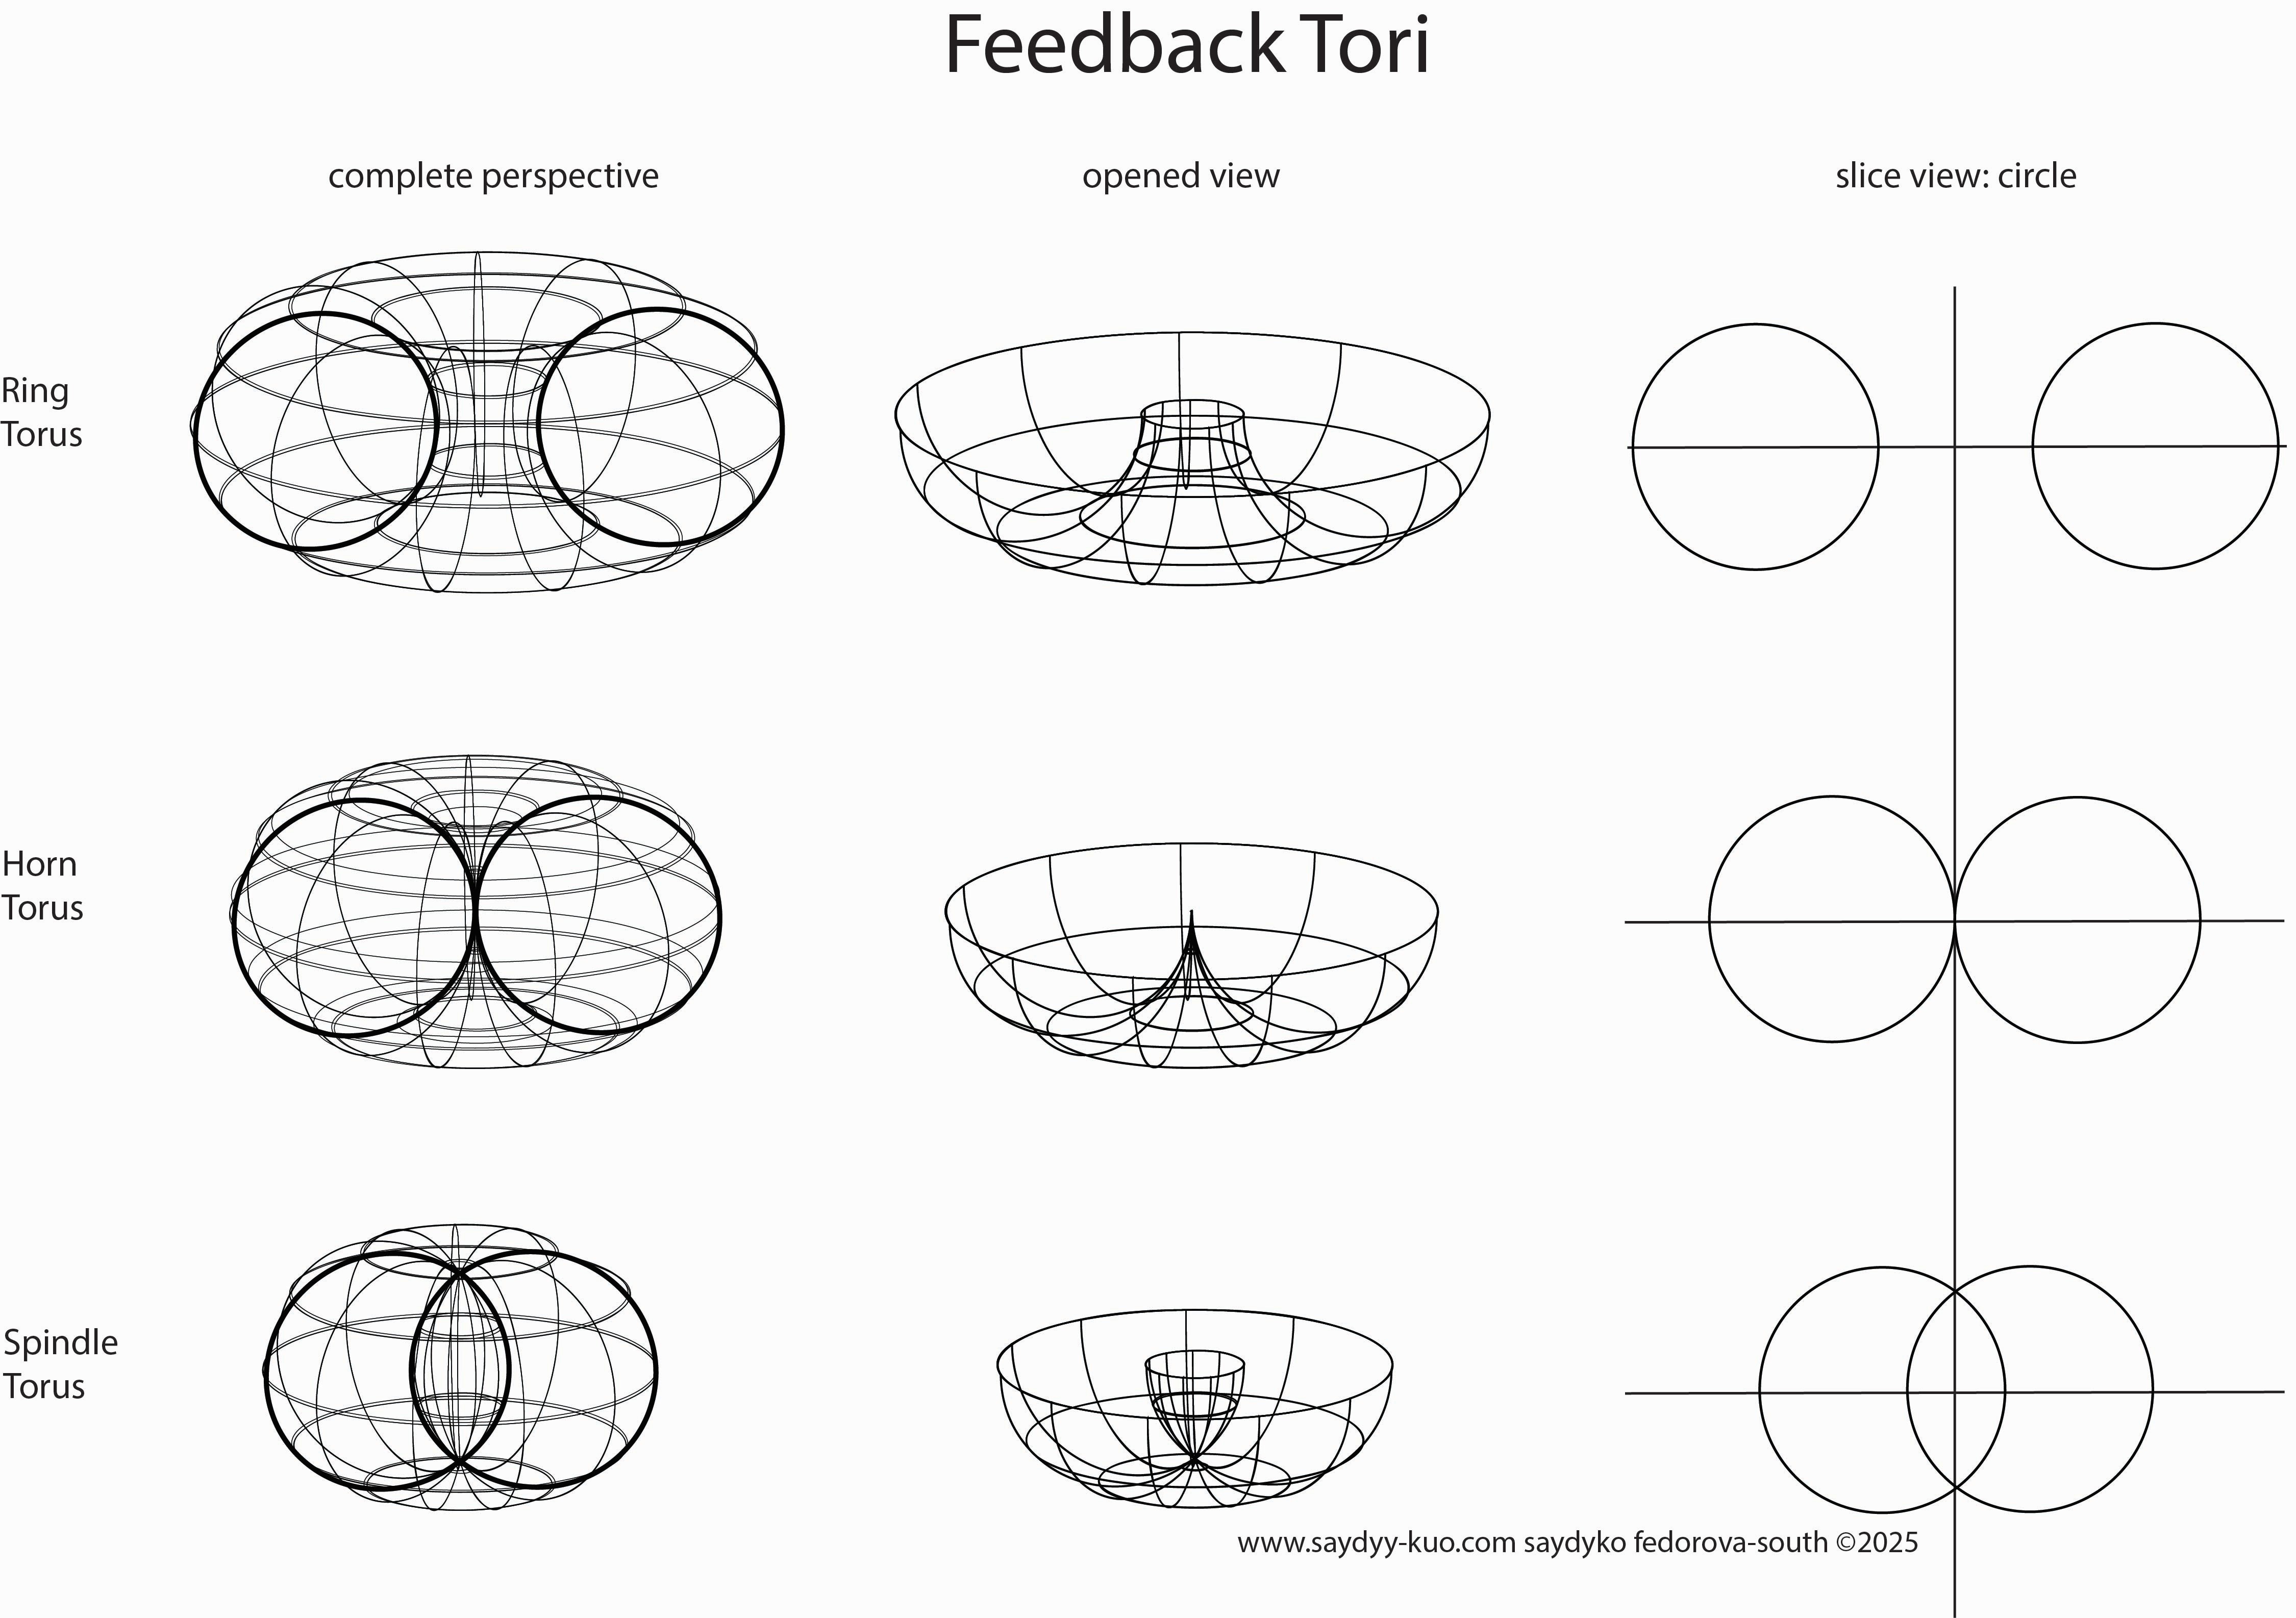 Feedback Tori
complete perspective
opened view
slice view: circle
Ring
Torus
Horn
Torus
Spindle
Torus
www.saydyy-kuo.com saydyko fedorova-south ©2025